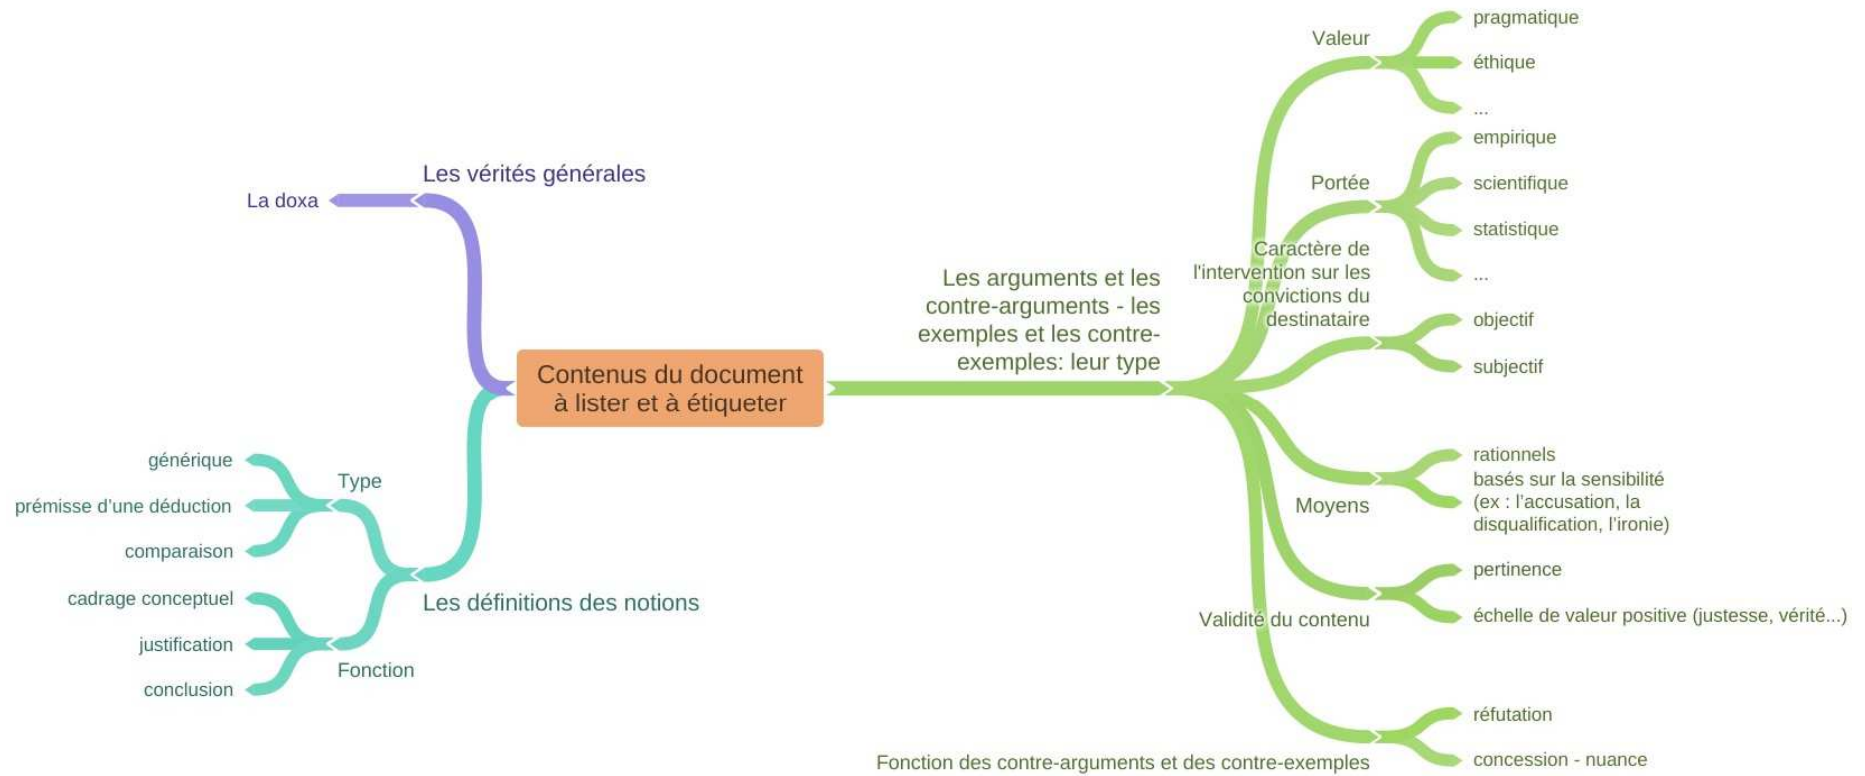 Contenus du document
à lister et à étiqueter
Les vérités générales
La doxa
Les définitions des notions
Type
générique
prémisse d’une déduction
comparaison
Fonction
cadrage conceptuel
justification
conclusion
Les arguments et les
contre-arguments - les
exemples et les contre-
exemples: leur type
Valeur
pragmatique
éthique
...
Portée
empirique
scientifique
statistique
...
Caractère de
l'intervention sur les
convictions du
destinataire
objectif
subjectif
Moyens
rationnels
basés sur la sensibilité
(ex : l’accusation, la
disqualification, l’ironie)
Validité du contenu
pertinence
échelle de valeur positive (justesse, vérité...)
Fonction des contre-arguments et des contre-exemples
réfutation
concession - nuance